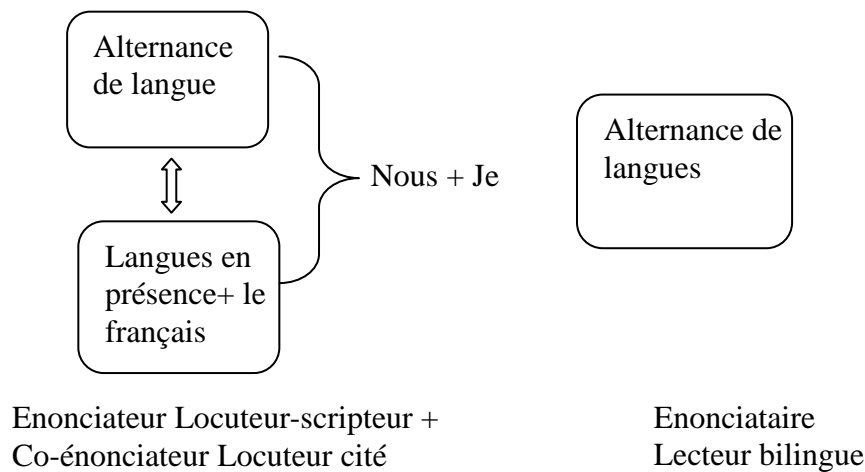 Alternance
de langue
Nous + Je
Langues en
présence+ le
français
Alternance de
langues
Enonciateur Locuteur-scripteur +
Co-énonciateur Locuteur cité
Enonciataire
Lecteur bilingue